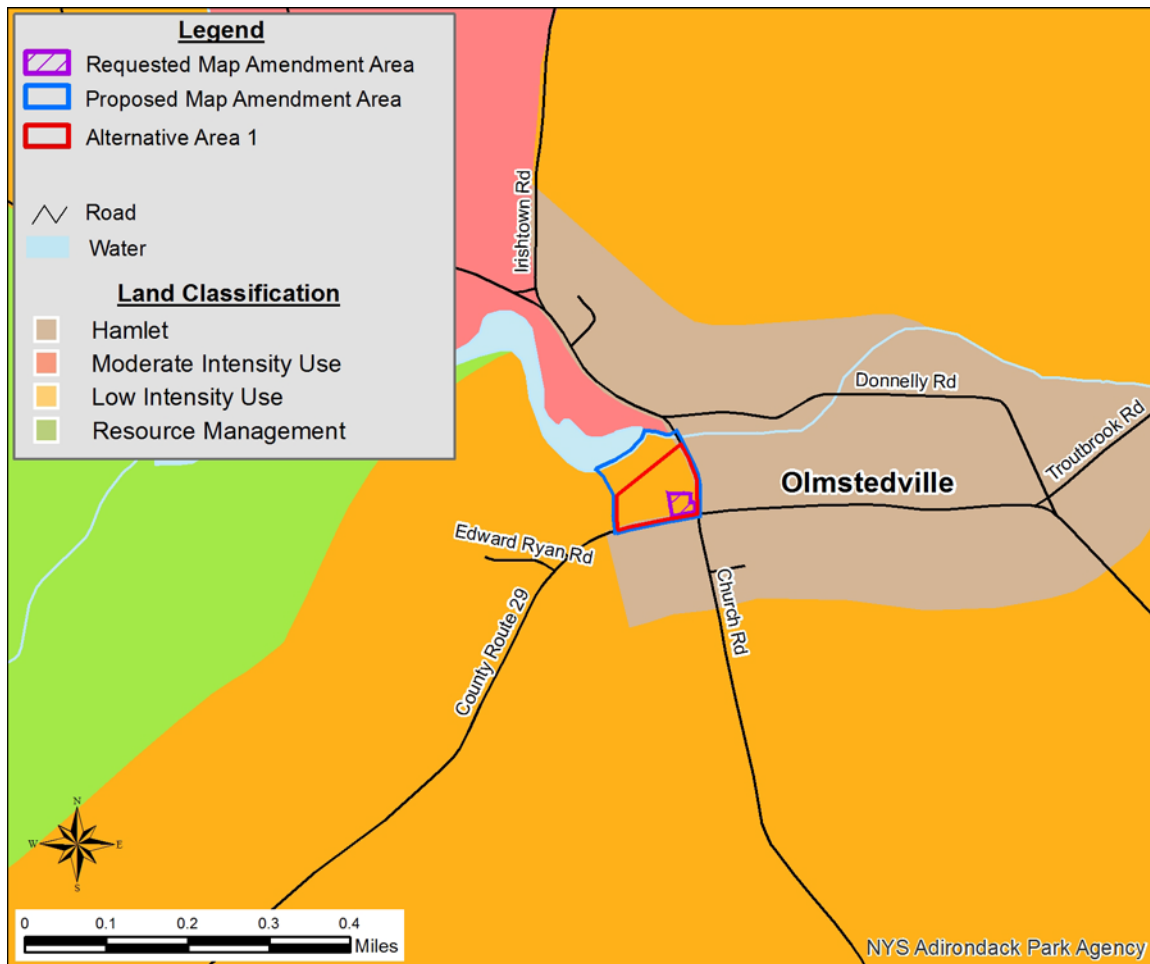 Legend
Requested Map Amendment Area
Proposed Map Amendment Area
Alternative Area 1
Road
Water
Land Classification
Hamlet
Moderate Intensity Use
Low Intensity Use
Resource Management
Irishtown Rd
Donnelly Rd
Troutbrook Rd
Olmstedville
Edward Ryan Rd
Church Rd
County Route 29
N
W
E
S
0 0.1 0.2 0.3 0.4
Miles
NYS Adirondack Park Agency